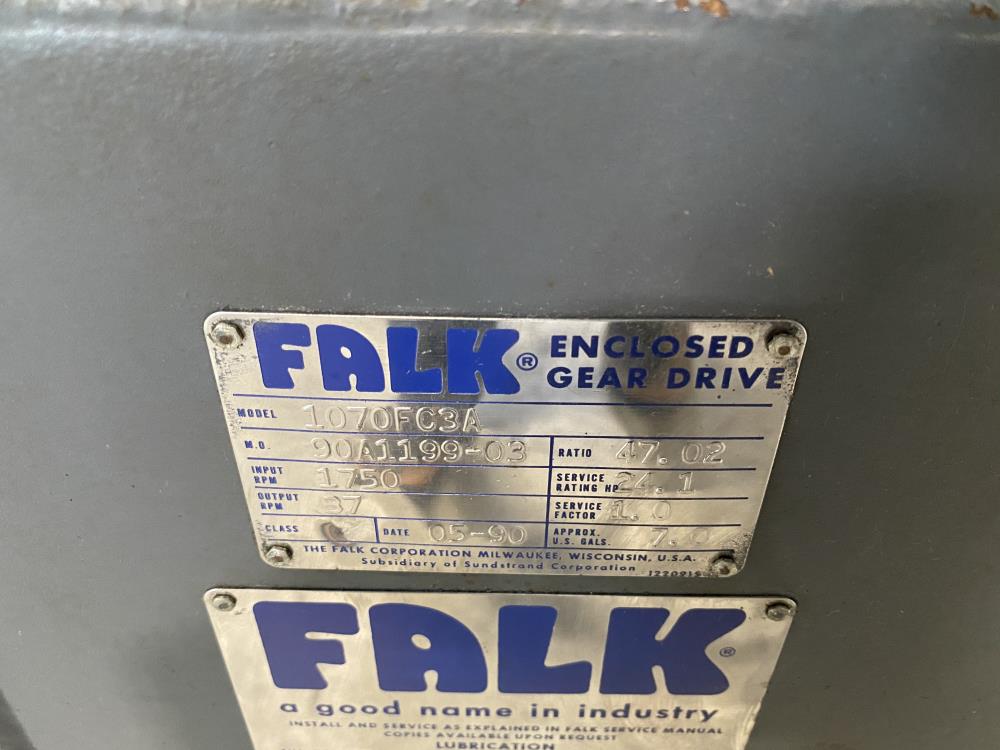 FALK® ENCLOSED GEAR DRIVE
MODEL 1070FC3A
M.O. 90A1199-03 RATIO 47.02
INPUT RPM 1750 SERVICE RATING HP 24.1
OUTPUT RPM 37 SERVICE FACTOR 1.0
CLASS DATE 05-90 APPROX. U.S. GALS. 7.0
THE FALK CORPORATION MILWAUKEE, WISCONSIN, U.S.A.
Subsidiary of Sundstrand Corporation
FALK®
a good name in industry
INSTALL AND SERVICE AS EXPLAINED IN FALK SERVICE MANUAL
COPIES AVAILABLE UPON REQUEST
LUBRICATION